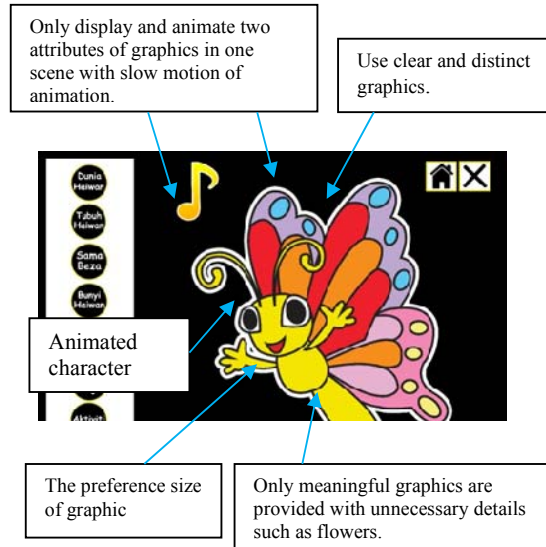 Only display and animate two
attributes of graphics in one
scene with slow motion of
animation.
Use clear and distinct
graphics.
Dunia
Haiwan
Tubuh
Haiwan
Sama
Beza
Bunyi
Haiwan
Animated
character
Aktiviti
The preference size
of graphic
Only meaningful graphics are
provided with unnecessary details
such as flowers.